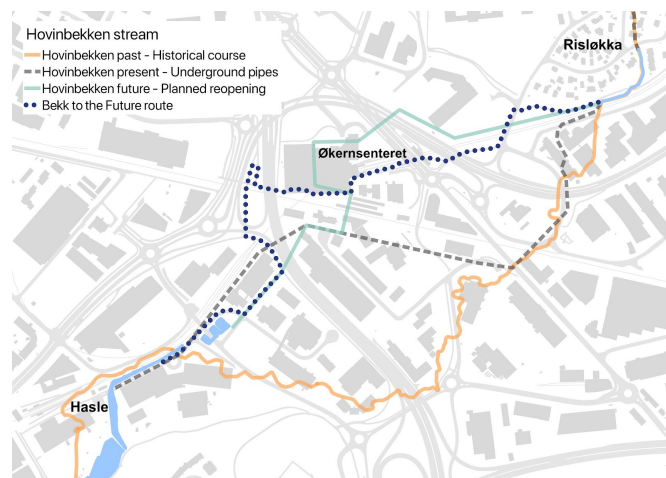 Hovinbekken stream
Hovinbekken past - Historical course
Hovinbekken present - Underground pipes
Hovinbekken future - Planned reopening
Bekk to the Future route
Risløkka
Økernsenteret
Hasle